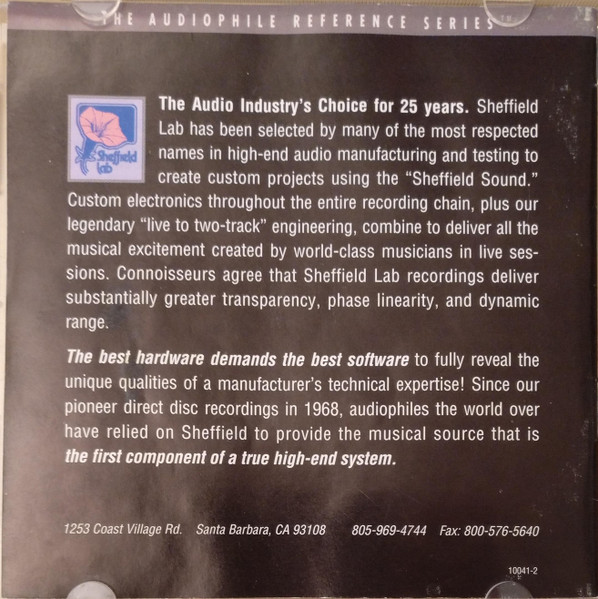 THE AUDIOPHILE REFERENCE SERIES™
The Audio Industry's Choice for 25 years. Sheffield
Lab has been selected by many of the most respected
names in high-end audio manufacturing and testing to
create custom projects using the “Sheffield Sound.”
Sheffield
Lab
Custom electronics throughout the entire recording chain, plus our
legendary “live to two-track” engineering, combine to deliver all the
musical excitement created by world-class musicians in live ses-
sions. Connoisseurs agree that Sheffield Lab recordings deliver
substantially greater transparency, phase linearity, and dynamic
range.
The best hardware demands the best software to fully reveal the
unique qualities of a manufacturer's technical expertise! Since our
pioneer direct disc recordings in 1968, audiophiles the world over
have relied on Sheffield to provide the musical source that is
the first component of a true high-end system.
1253 Coast Village Rd. Santa Barbara, CA 93108 805-969-4744 Fax: 800-576-5640
10041-2